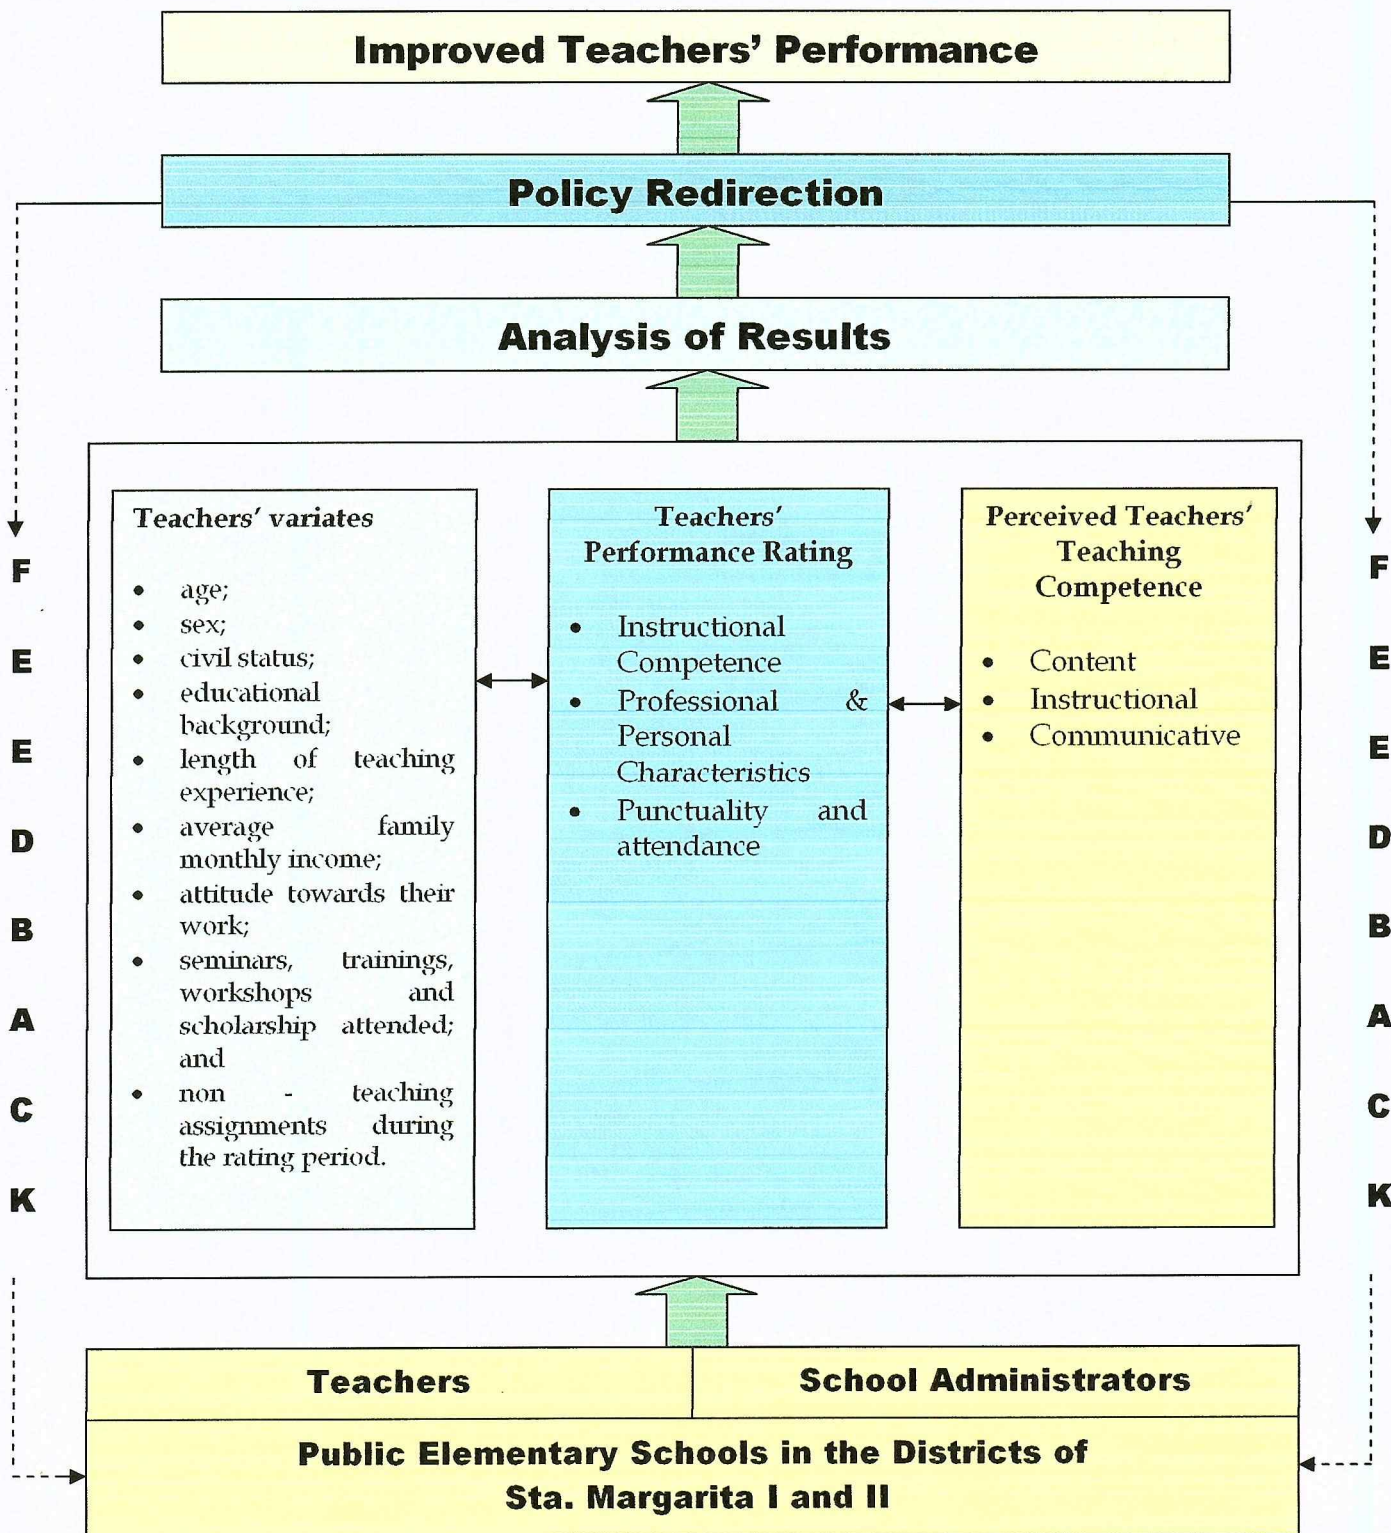 Improved Teachers' Performance
Policy Redirection
Analysis of Results
Teachers' variates
• age;
• sex;
• civil status;
• educational
background;
• length of teaching
experience;
• average family
monthly income;
• attitude towards their
work;
• seminars, trainings,
workshops and
scholarship attended;
and
• non - teaching
assignments during
the rating period.
Teachers'
Performance Rating
• Instructional
Competence
• Professional &
Personal
Characteristics
• Punctuality and
attendance
Perceived Teachers'
Teaching
Competence
• Content
• Instructional
• Communicative
F
E
E
D
B
A
C
K
F
E
E
D
B
A
C
K
Teachers
School Administrators
Public Elementary Schools in the Districts of
Sta. Margarita I and II